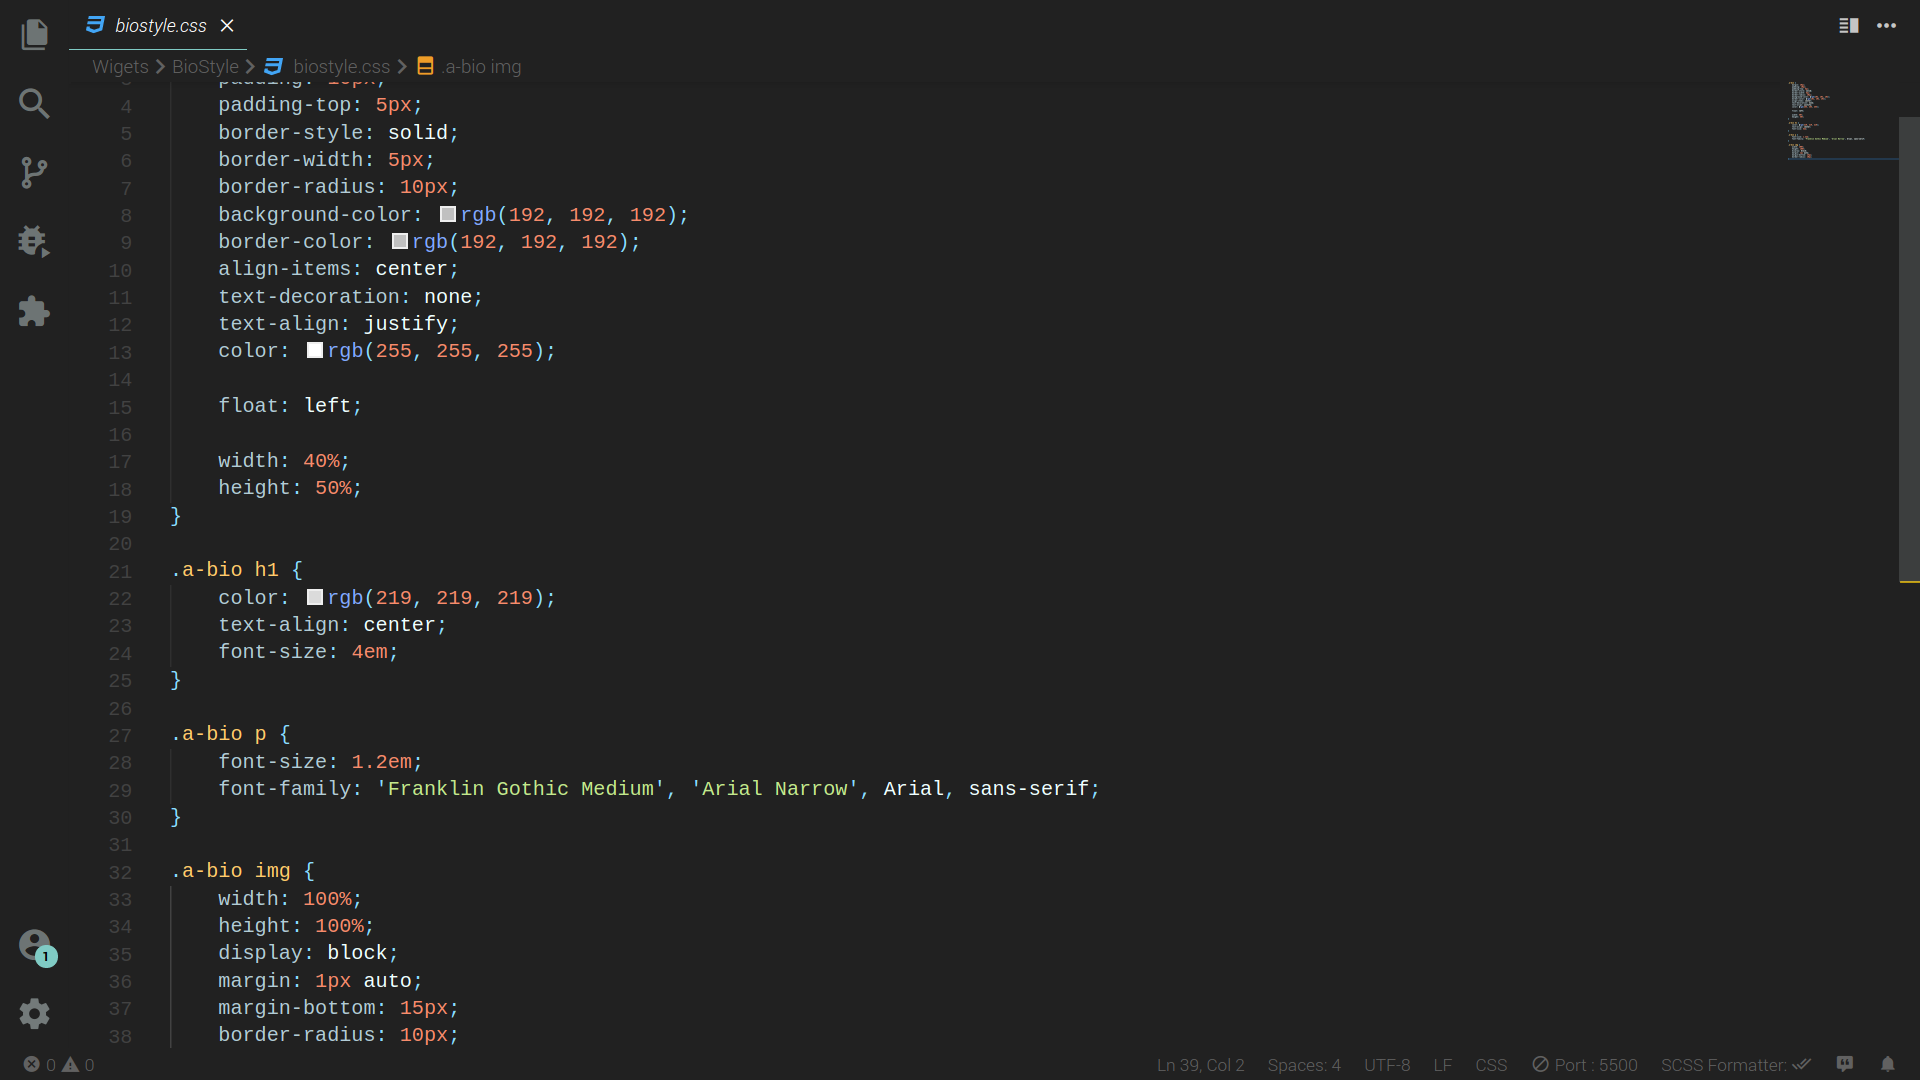 biostyle.css
Wigets BioStyle biostyle.css .a-bio img
3 padding: 10px;
4 padding-top: 5px;
5 border-style: solid;
6 border-width: 5px;
7 border-radius: 10px;
8 background-color: rgb(192, 192, 192);
9 border-color: rgb(192, 192, 192);
10 align-items: center;
11 text-decoration: none;
12 text-align: justify;
13 color: rgb(255, 255, 255);
14
15 float: left;
16
17 width: 40%;
18 height: 50%;
19 }
20
21 .a-bio h1 {
22 color: rgb(219, 219, 219);
23 text-align: center;
24 font-size: 4em;
25 }
26
27 .a-bio p {
28 font-size: 1.2em;
29 font-family: 'Franklin Gothic Medium', 'Arial Narrow', Arial, sans-serif;
30 }
31
32 .a-bio img {
33 width: 100%;
34 height: 100%;
35 display: block;
36 margin: 1px auto;
37 margin-bottom: 15px;
38 border-radius: 10px;
1
0 0 Ln 39, Col 2 Spaces: 4 UTF-8 LF CSS Port : 5500 SCSS Formatter: